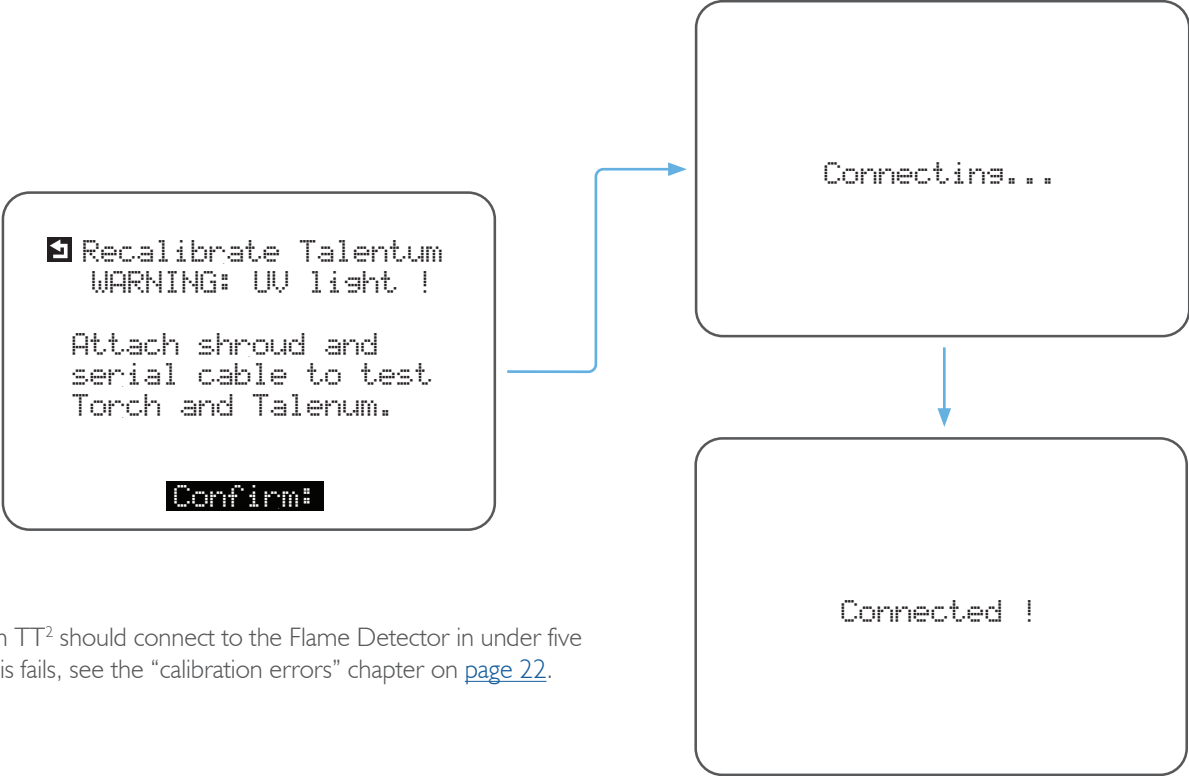 Recalibrate Talentum
WARNING: UV light !
Attach shroud and
serial cable to test
Torch and Talenum.
Confirm:
Connecting...
Connected !
TT² should connect to the Flame Detector in under five
fails, see the “calibration errors” chapter on page 22.